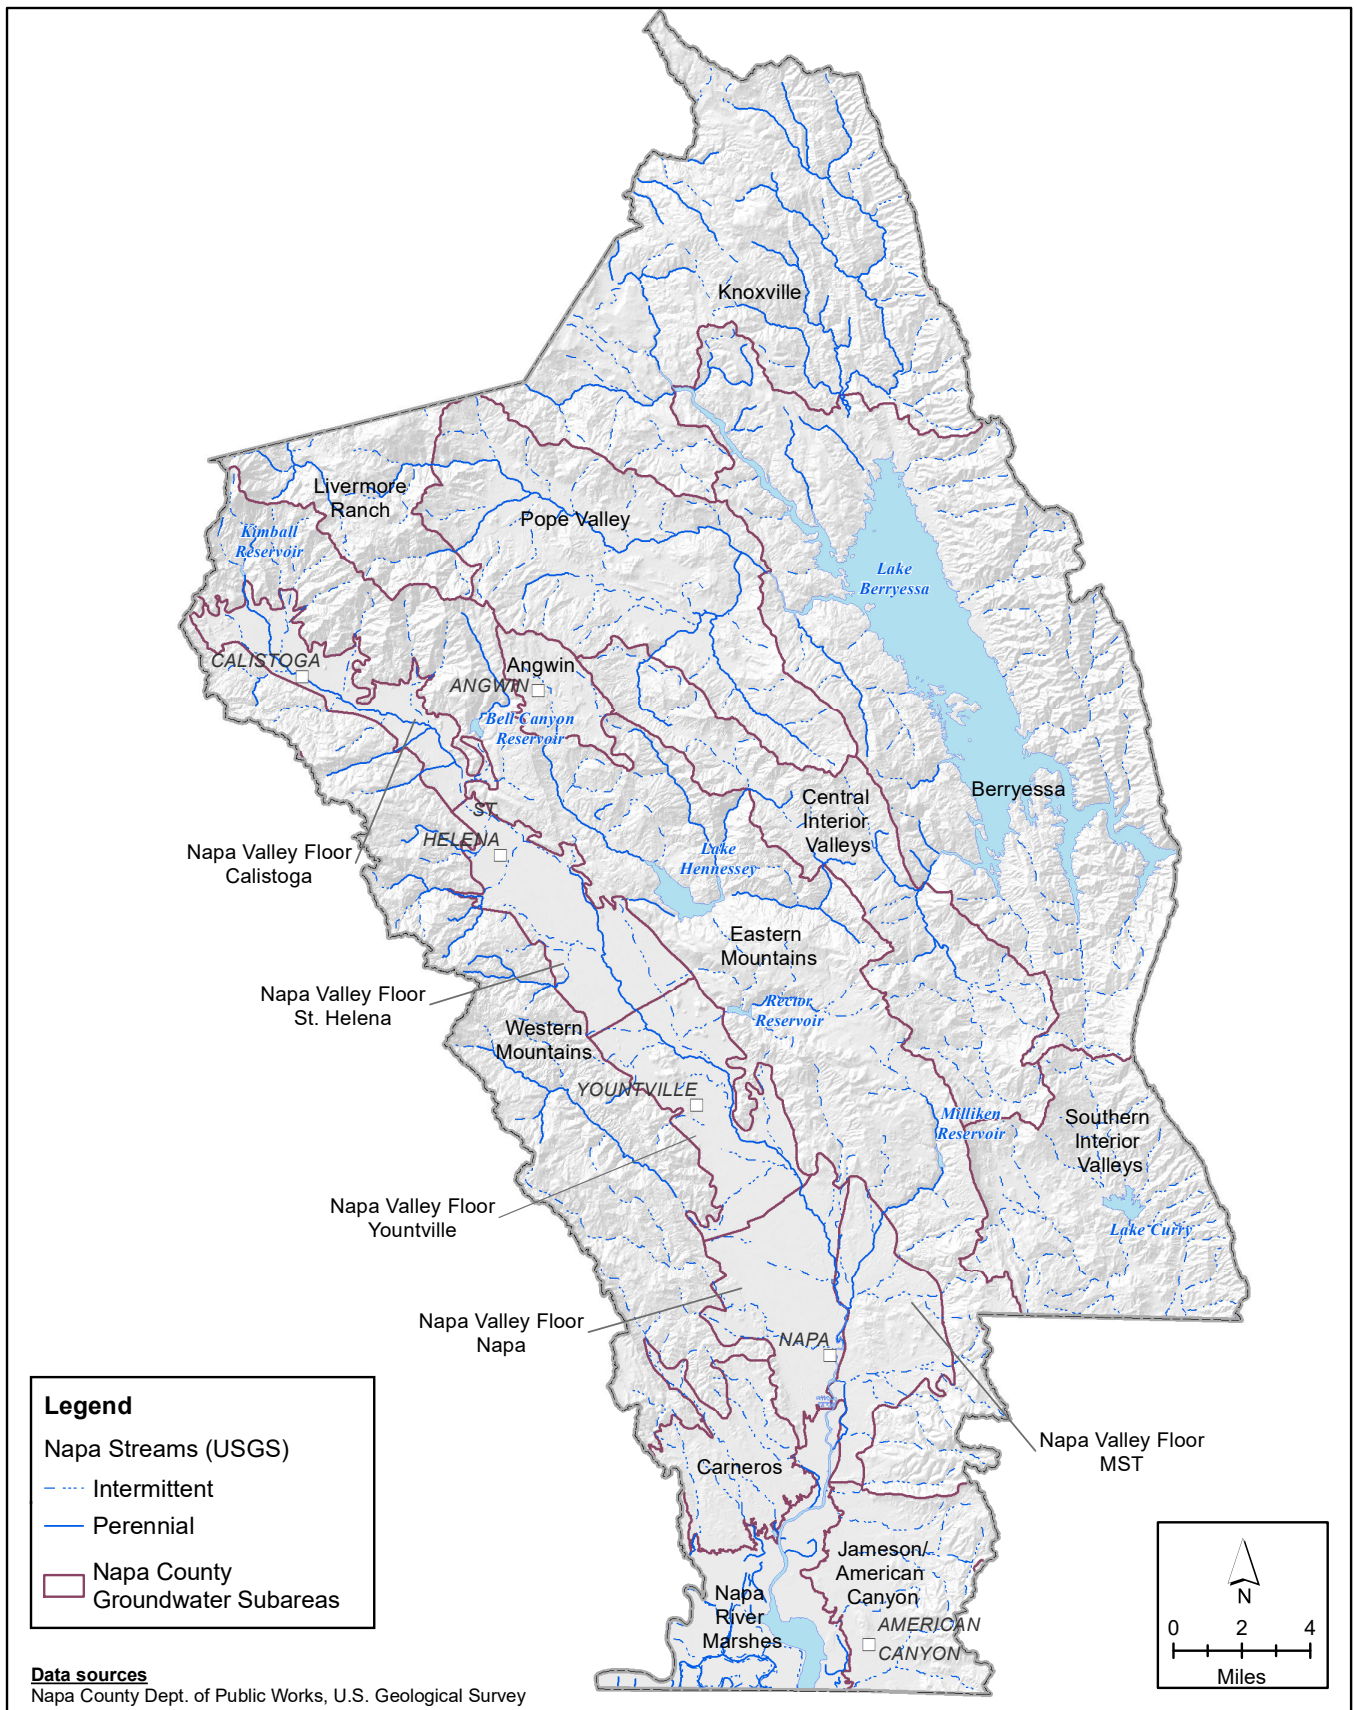 Knoxville
Livermore
Ranch
Kimball
Reservoir
Pope Valley
Lake
Berryessa
CALISTOGA
Angwin
ANGWIN
Bell Canyon
Reservoir
Berryessa
Central
Interior
Valleys
ST.
HELENA
Napa Valley Floor
Calistoga
Lake
Hennessey
Eastern
Mountains
Napa Valley Floor
St. Helena
Rector
Reservoir
Western
Mountains
YOUNTVILLE
Milliken
Reservoir
Southern
Interior
Valleys
Napa Valley Floor
Yountville
Lake Curry
Napa Valley Floor
Napa
NAPA
Napa Valley Floor
MST
Carneros
Jameson/
American
Canyon
Napa
River
Marshes
AMERICAN
CANYON
Legend
Napa Streams (USGS)
Intermittent
Perennial
Napa County
Groundwater Subareas
N
0 2 4
Miles
Data sources
Napa County Dept. of Public Works, U.S. Geological Survey